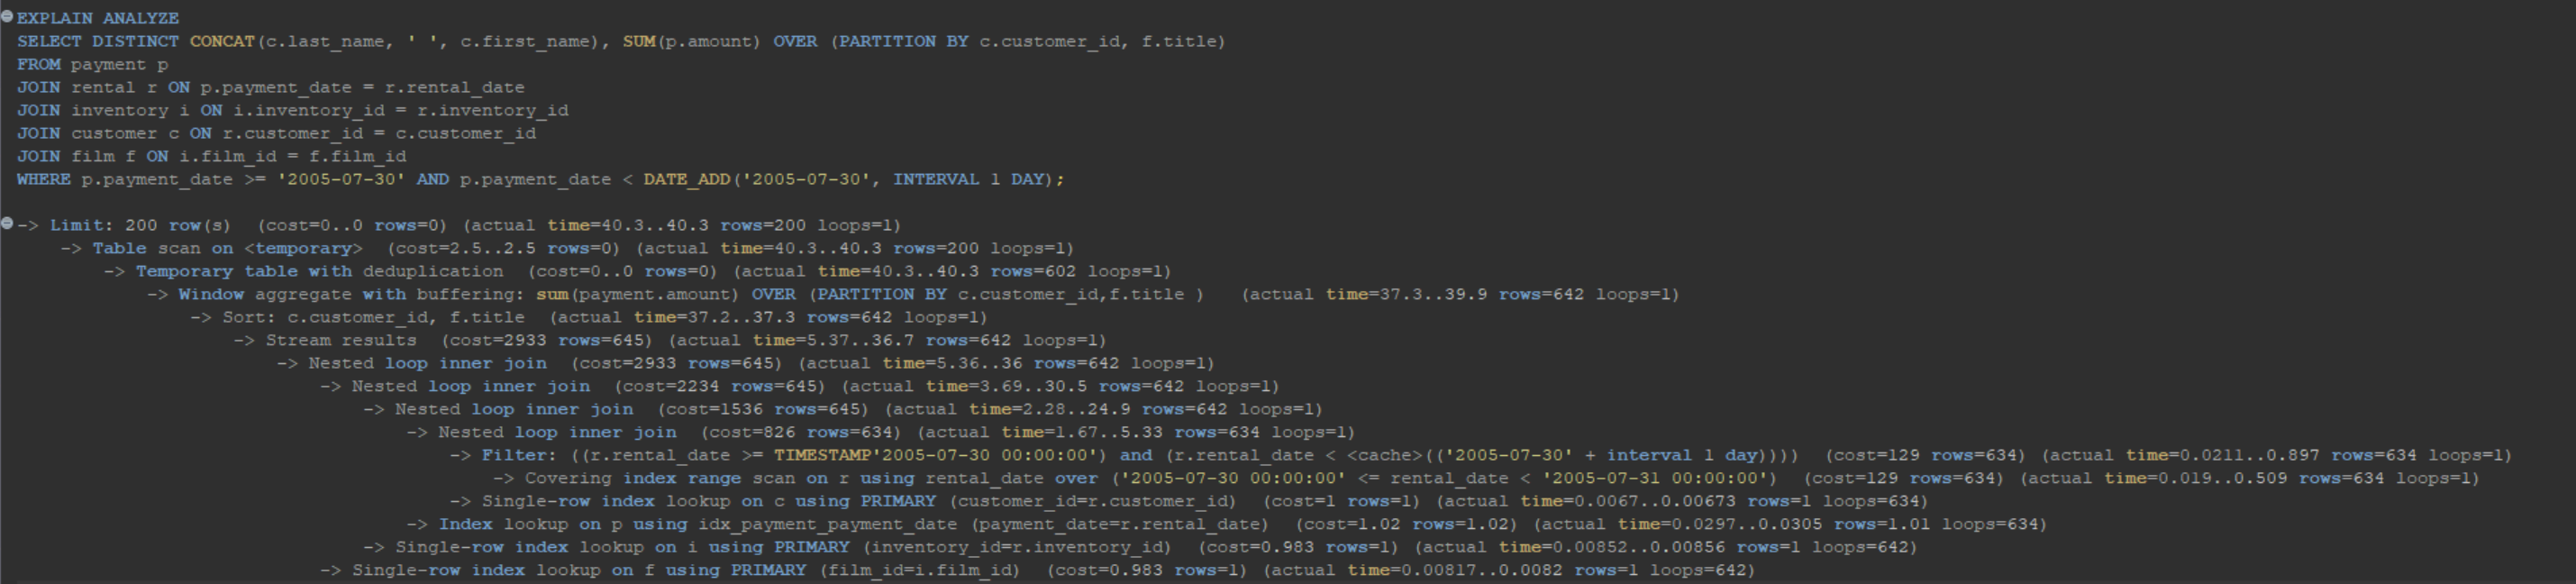 EXPLAIN ANALYZE
SELECT DISTINCT CONCAT(c.last_name, ' ', c.first_name), SUM(p.amount) OVER (PARTITION BY c.customer_id, f.title)
FROM payment p
JOIN rental r ON p.payment_date = r.rental_date
JOIN inventory i ON i.inventory_id = r.inventory_id
JOIN customer c ON r.customer_id = c.customer_id
JOIN film f ON i.film_id = f.film_id
WHERE p.payment_date >= '2005-07-30' AND p.payment_date < DATE_ADD('2005-07-30', INTERVAL 1 DAY);
-> Limit: 200 row(s)  (cost=0..0 rows=0) (actual time=40.3..40.3 rows=200 loops=1)
-> Table scan on <temporary>  (cost=2.5..2.5 rows=0) (actual time=40.3..40.3 rows=200 loops=1)
-> Temporary table with deduplication  (cost=0..0 rows=0) (actual time=40.3..40.3 rows=602 loops=1)
-> Window aggregate with buffering: sum(payment.amount) OVER (PARTITION BY c.customer_id,f.title )   (actual time=37.3..39.9 rows=642 loops=1)
-> Sort: c.customer_id, f.title  (actual time=37.2..37.3 rows=642 loops=1)
-> Stream results  (cost=2933 rows=645) (actual time=5.37..36.7 rows=642 loops=1)
-> Nested loop inner join  (cost=2933 rows=645) (actual time=5.36..36 rows=642 loops=1)
-> Nested loop inner join  (cost=2234 rows=645) (actual time=3.69..30.5 rows=642 loops=1)
-> Nested loop inner join  (cost=1536 rows=645) (actual time=2.28..24.9 rows=642 loops=1)
-> Nested loop inner join  (cost=826 rows=634) (actual time=1.67..5.33 rows=634 loops=1)
-> Filter: ((r.rental_date >= TIMESTAMP'2005-07-30 00:00:00') and (r.rental_date < <cache>(('2005-07-30' + interval 1 day))))  (cost=129 rows=634) (actual time=0.0211..0.897 rows=634 loops=1)
-> Covering index range scan on r using rental_date over ('2005-07-30 00:00:00' <= rental_date < '2005-07-31 00:00:00')  (cost=129 rows=634) (actual time=0.019..0.509 rows=634 loops=1)
-> Single-row index lookup on c using PRIMARY (customer_id=r.customer_id)  (cost=1 rows=1) (actual time=0.0067..0.00673 rows=1 loops=634)
-> Index lookup on p using idx_payment_payment_date (payment_date=r.rental_date)  (cost=1.02 rows=1.02) (actual time=0.0297..0.0305 rows=1.01 loops=634)
-> Single-row index lookup on i using PRIMARY (inventory_id=r.inventory_id)  (cost=0.983 rows=1) (actual time=0.00852..0.00856 rows=1 loops=642)
-> Single-row index lookup on f using PRIMARY (film_id=i.film_id)  (cost=0.983 rows=1) (actual time=0.00817..0.0082 rows=1 loops=642)